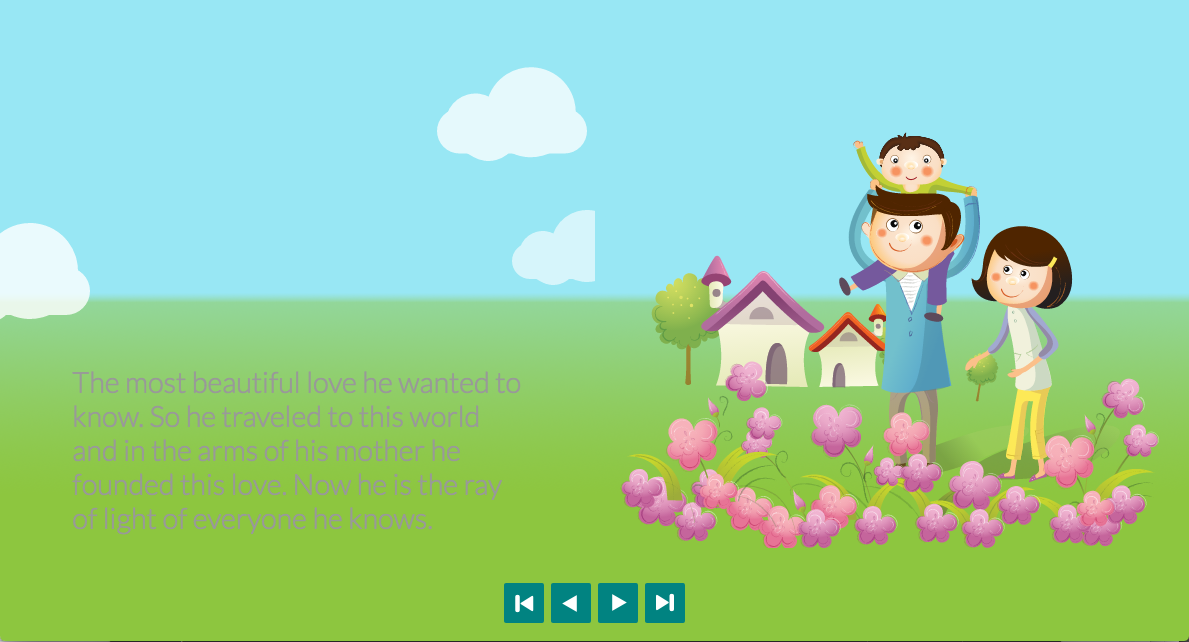 The most beautiful love he wanted to
know. So he traveled to this world
and in the arms of his mother he
founded this love. Now he is the ray
of light of everyone he knows.